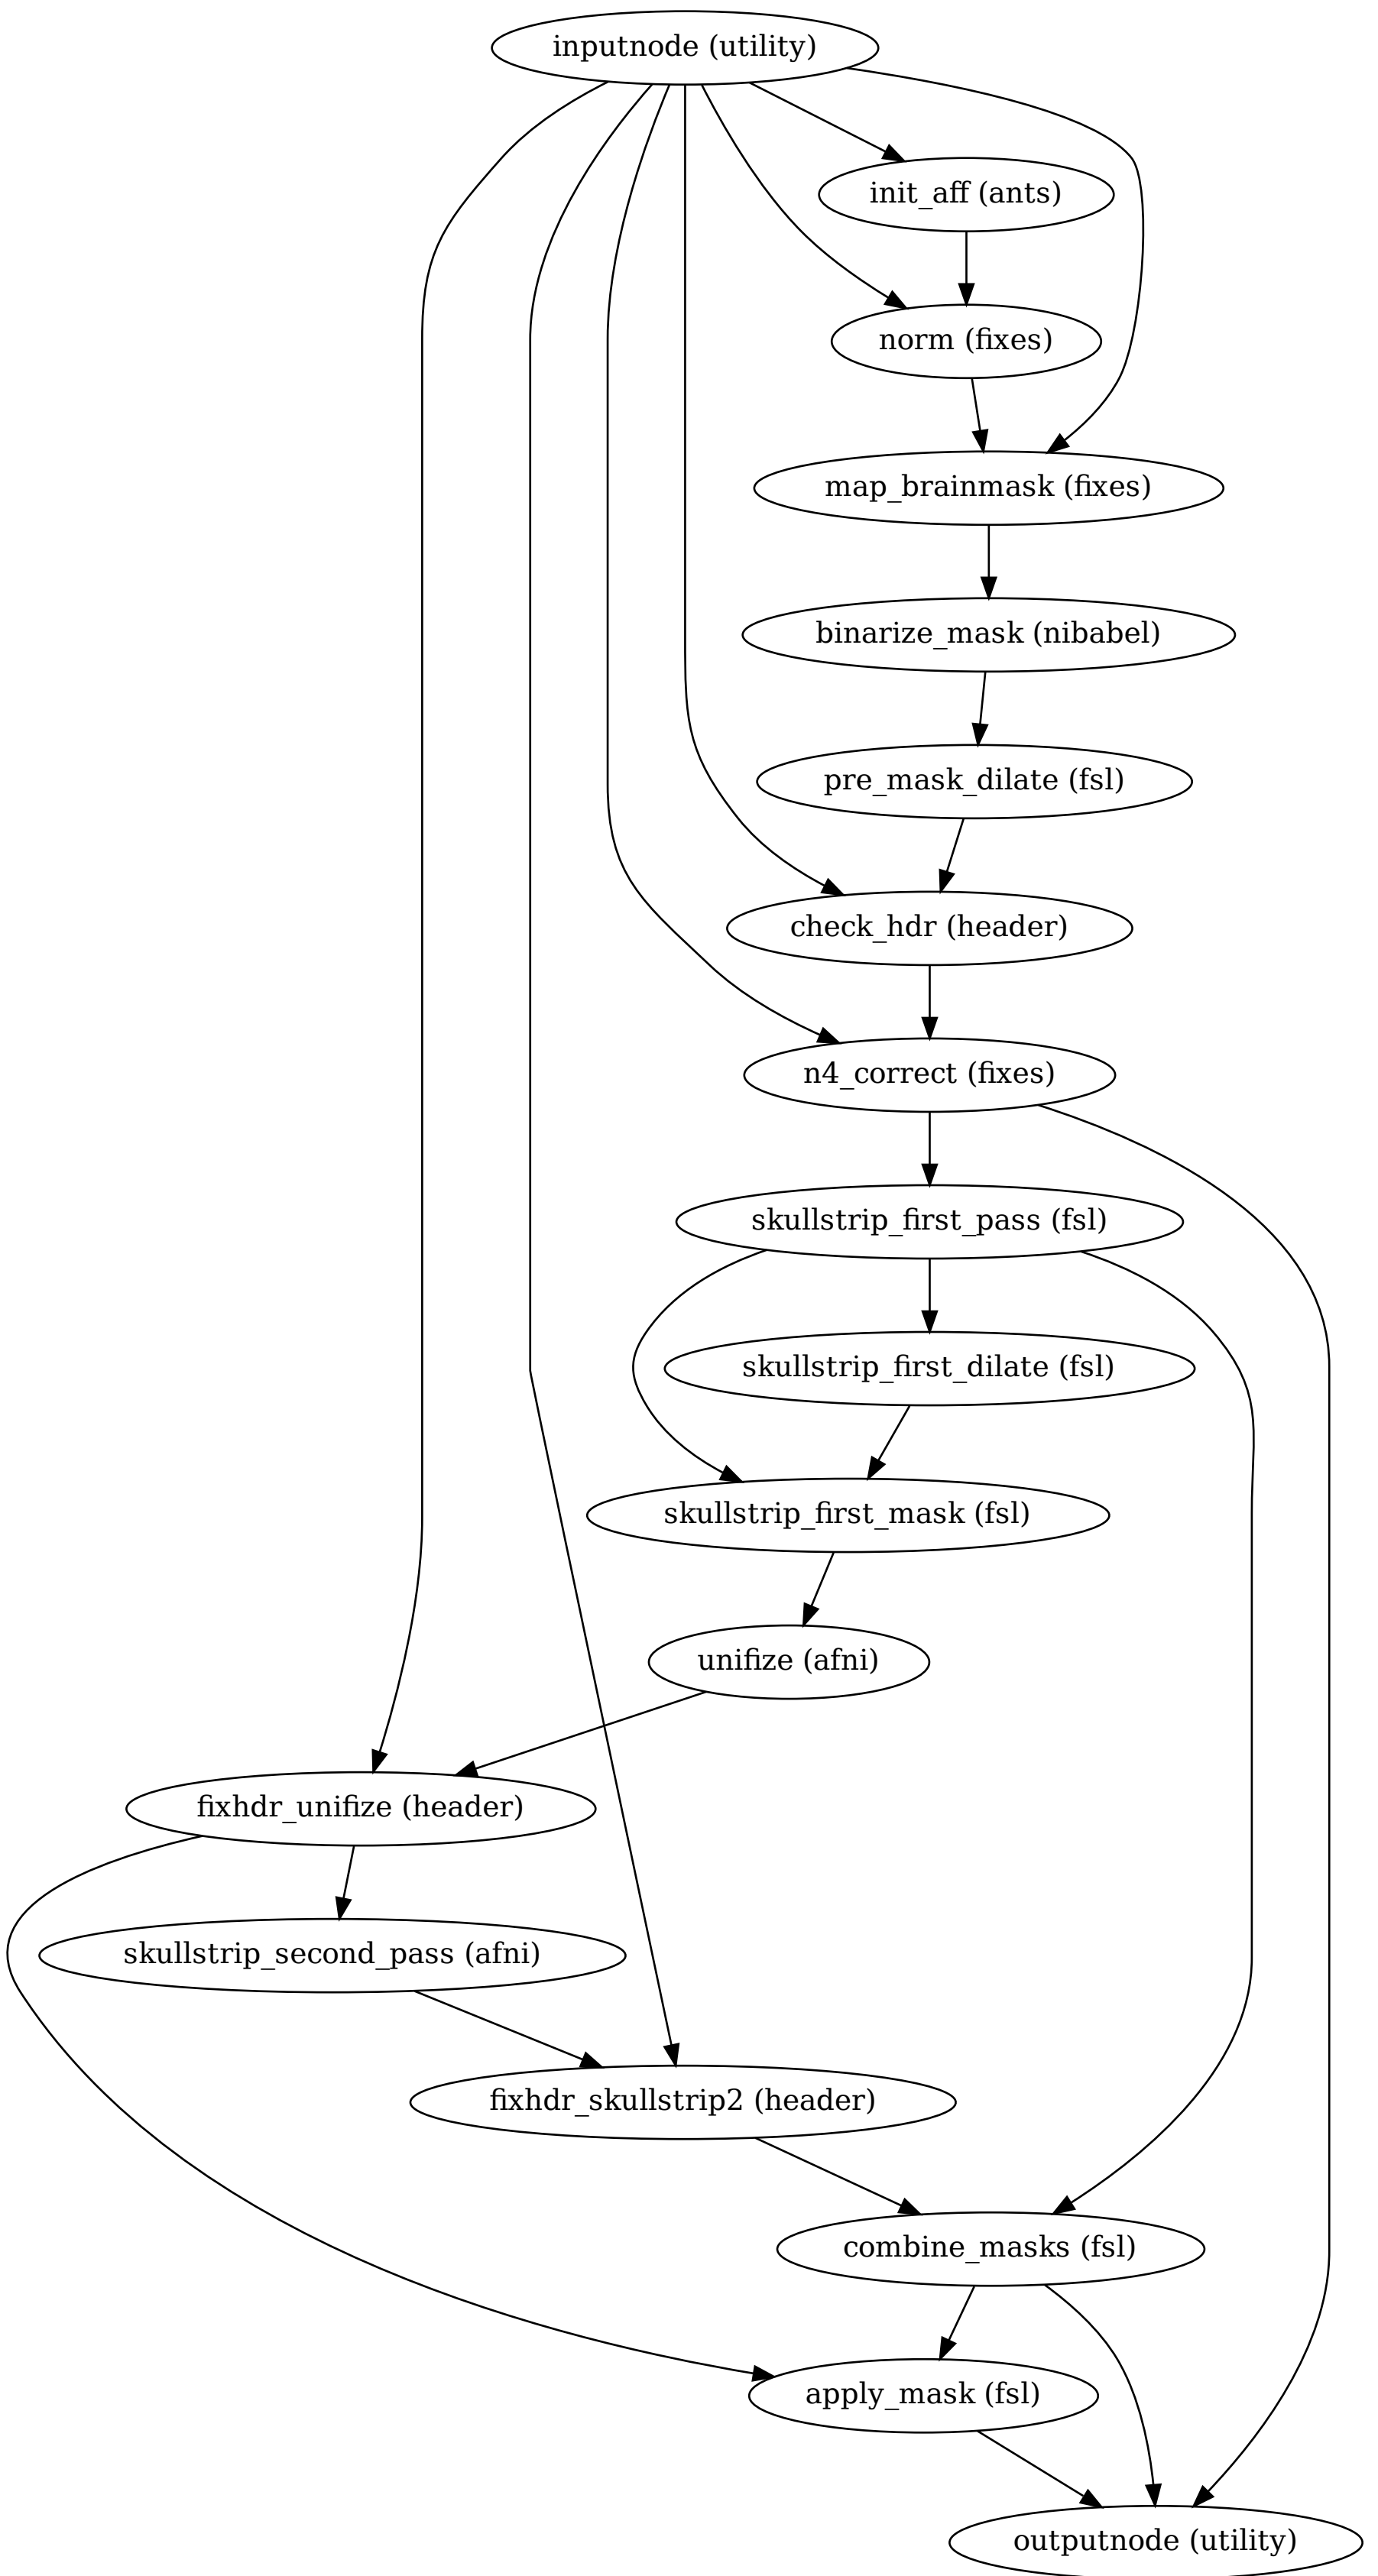 inputnode (utility)
init_aff (ants)
norm (fixes)
map_brainmask (fixes)
binarize_mask (nibabel)
pre_mask_dilate (fsl)
check_hdr (header)
n4_correct (fixes)
skullstrip_first_pass (fsl)
skullstrip_first_dilate (fsl)
skullstrip_first_mask (fsl)
unifize (afni)
fixhdr_unifize (header)
skullstrip_second_pass (afni)
fixhdr_skullstrip2 (header)
combine_masks (fsl)
apply_mask (fsl)
outputnode (utility)